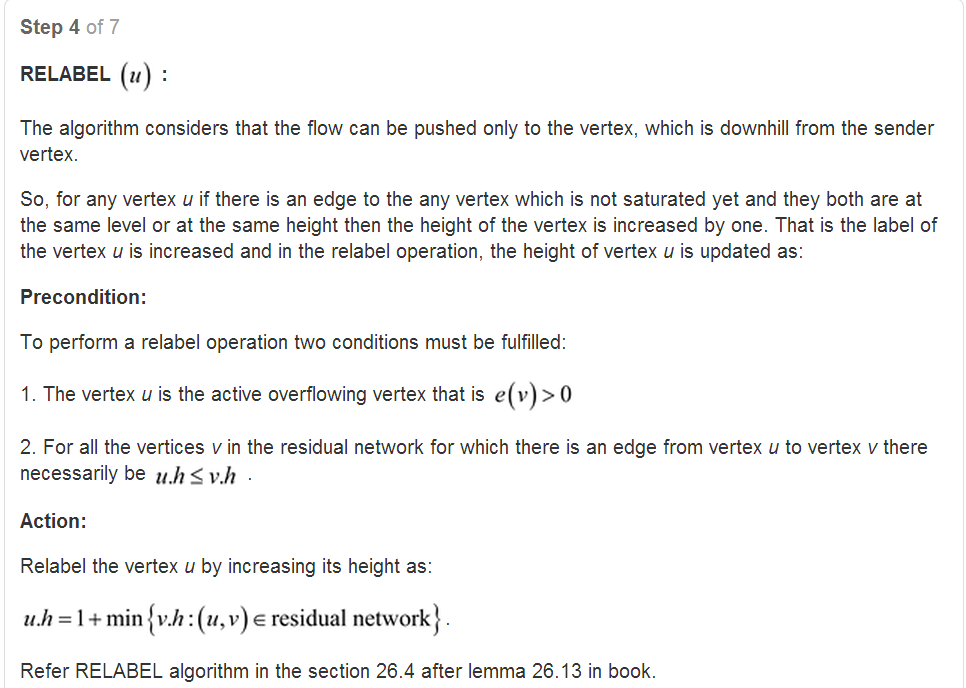 Step 4 of 7
RELABEL (u) :
The algorithm considers that the flow can be pushed only to the vertex, which is downhill from the sender
vertex.
So, for any vertex u if there is an edge to the any vertex which is not saturated yet and they both are at
the same level or at the same height then the height of the vertex is increased by one. That is the label of
the vertex u is increased and in the relabel operation, the height of vertex u is updated as:
Precondition:
To perform a relabel operation two conditions must be fulfilled:
1. The vertex u is the active overflowing vertex that is e(v)>0
2. For all the vertices v in the residual network for which there is an edge from vertex u to vertex v there
necessarily be u.h≤v.h .
Action:
Relabel the vertex u by increasing its height as:
u.h=1+min{v.h:(u,v)∈residual network}.
Refer RELABEL algorithm in the section 26.4 after lemma 26.13 in book.